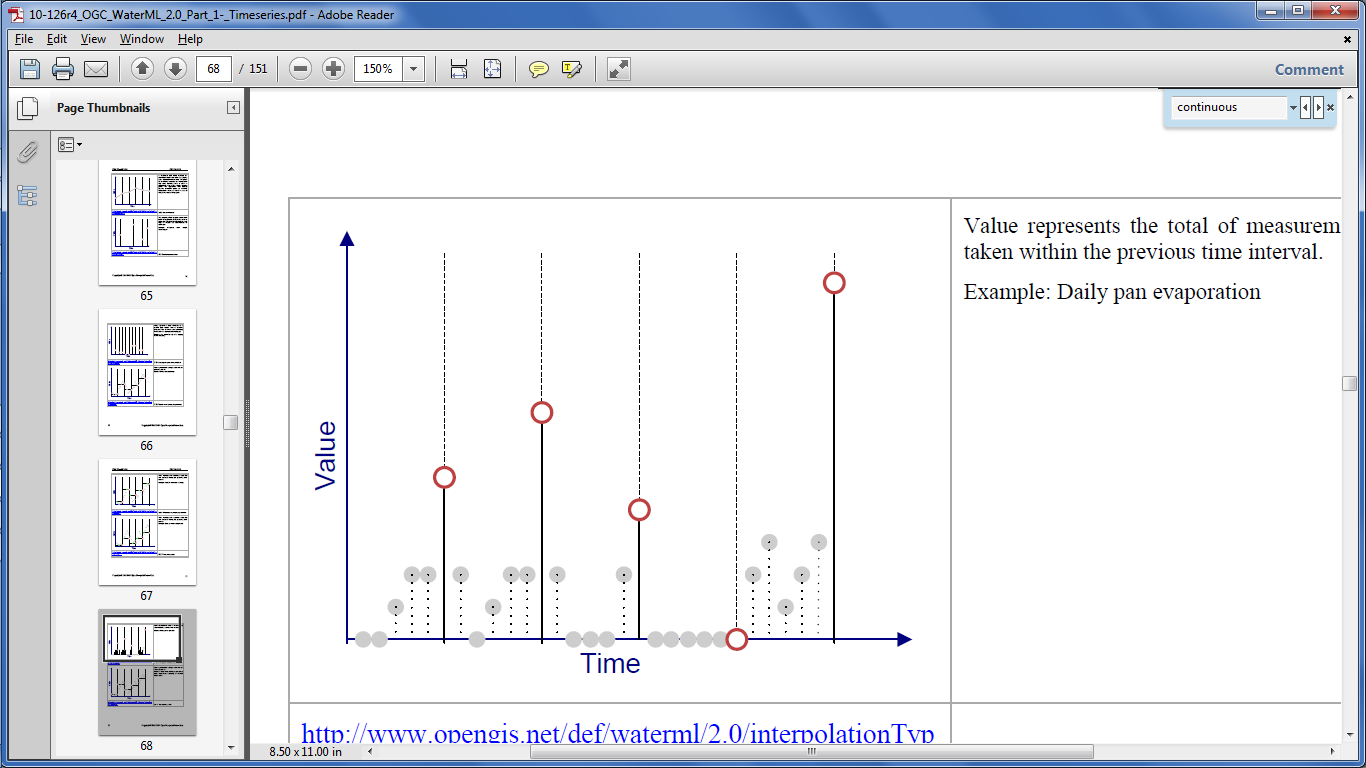 10-126r4_OGC_WaterML_2.0_Part_1-_Timeseries.pdf - Adobe Reader
File Edit View Window Help
68 / 151 150% Comment
Page Thumbnails
continuous
65
66
67
68
Value represents the total of measurem
taken within the previous time interval.
Example: Daily pan evaporation
Value
Time
http://www.opengis.net/def/waterml/2.0/interpolationTyp
8.50 x 11.00 in